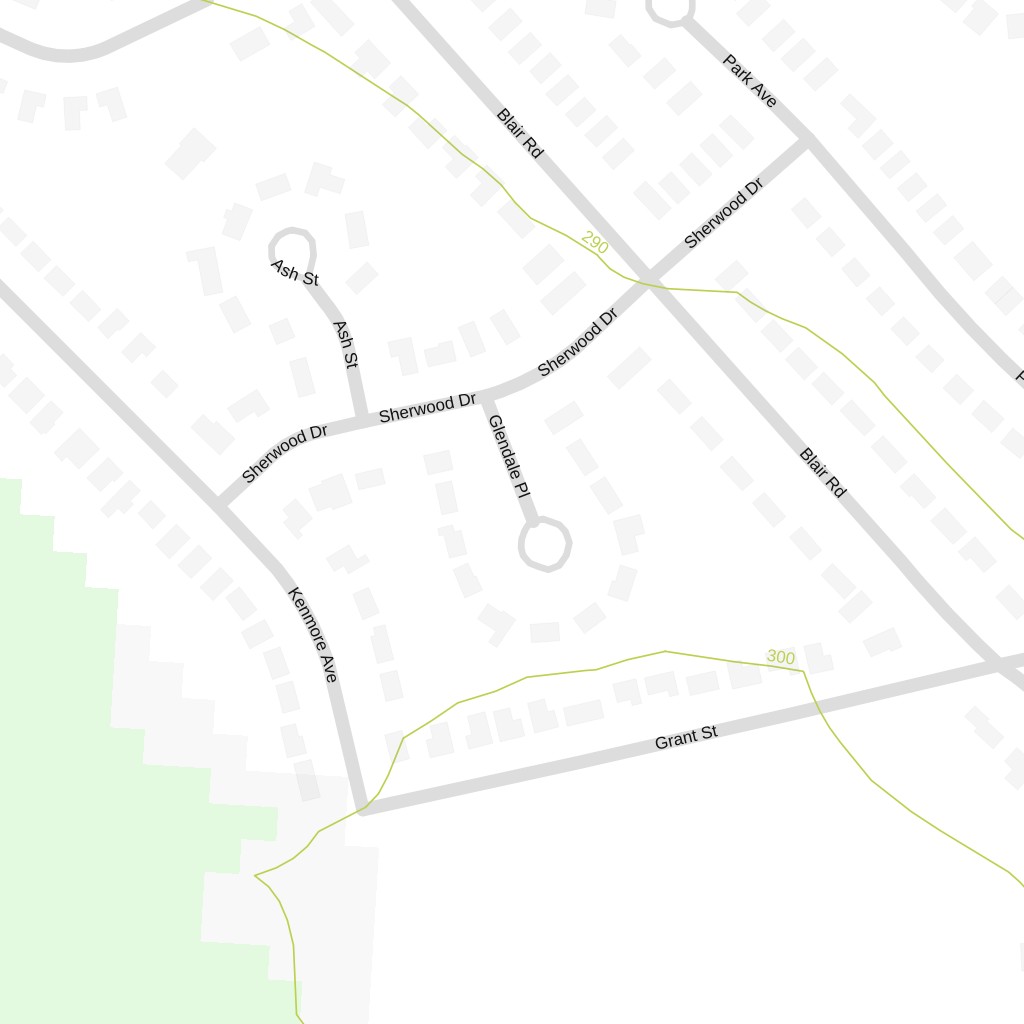 Park Ave
Blair Rd
Sherwood Dr
290
Ash St
Ash St
Sherwood Dr
Sherwood Dr
Sherwood Dr
Glendale Pl
Blair Rd
Kenmore Ave
300
Grant St